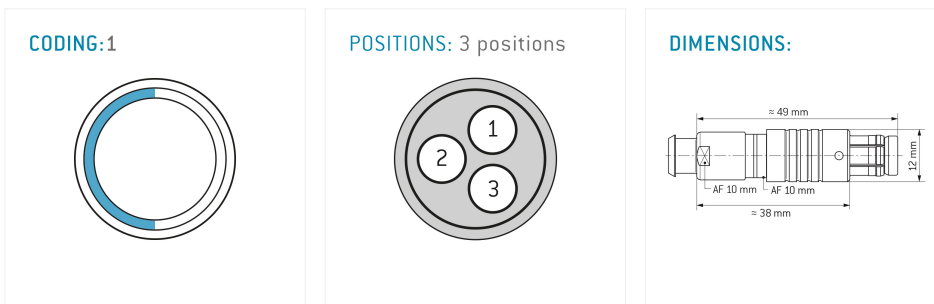 CODING:1
POSITIONS: 3 positions
1
2
3
DIMENSIONS:
≈ 49 mm
12 mm
AF 10 mm
AF 10 mm
≈ 38 mm